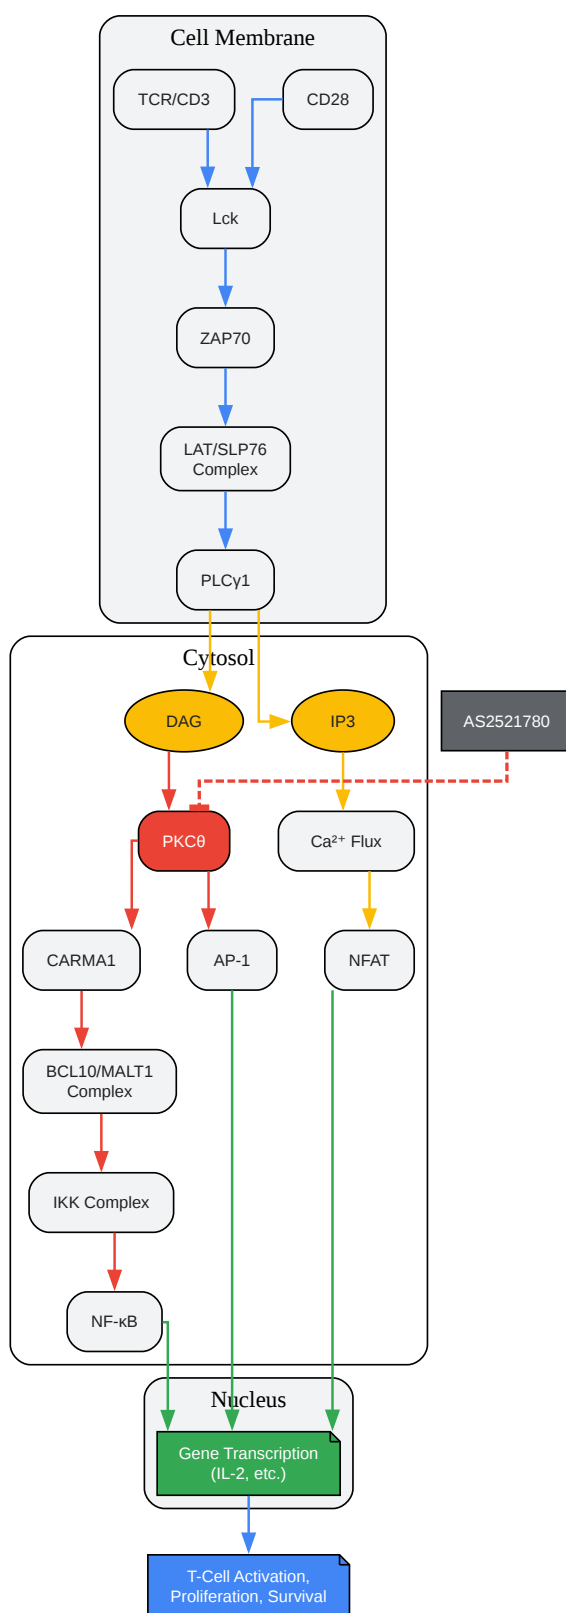 Cell Membrane
TCR/CD3
CD28
Lck
ZAP70
LAT/SLP76
Complex
PLCγ1
Cytosol
DAG
IP3
AS2521780
PKCθ
Ca²⁺ Flux
CARMA1
AP-1
NFAT
BCL10/MALT1
Complex
IKK Complex
NF-κB
Nucleus
Gene Transcription
(IL-2, etc.)
T-Cell Activation,
Proliferation, Survival